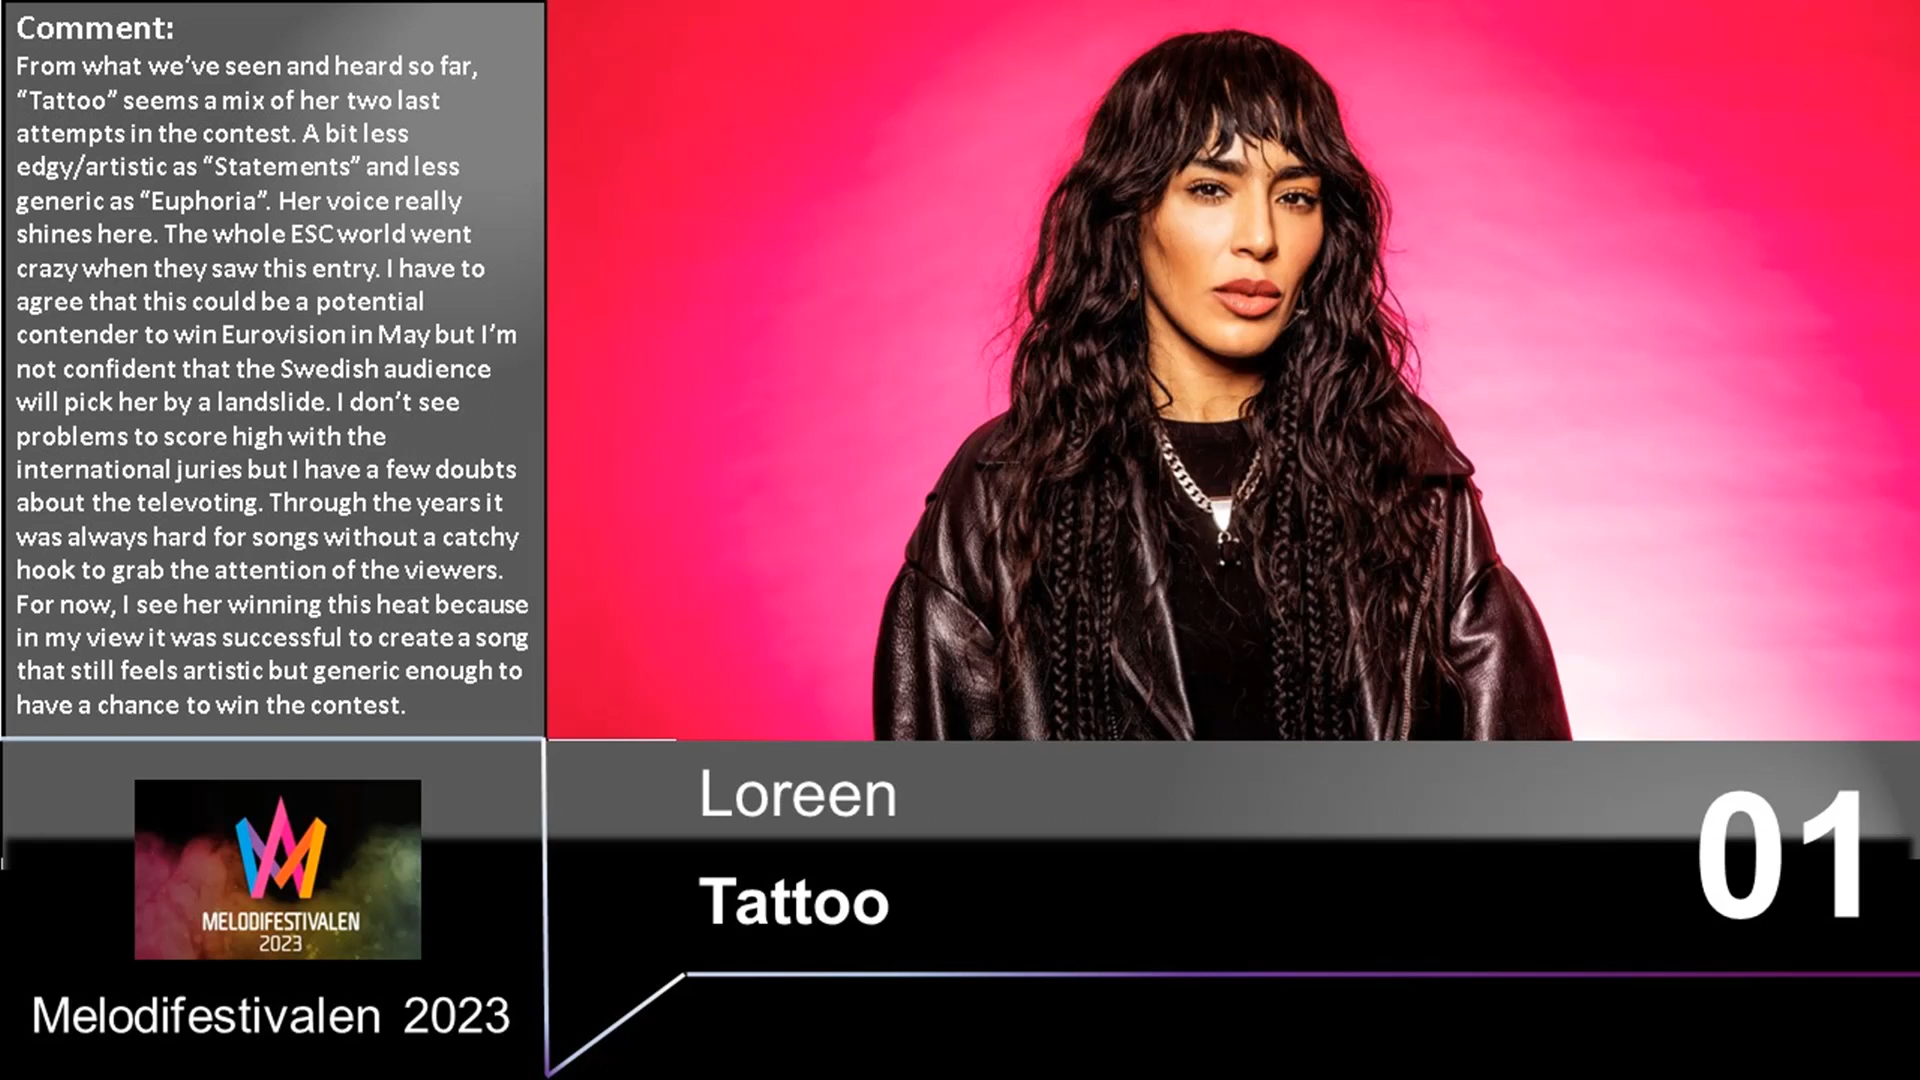 Comment:
From what we’ve seen and heard so far,
“Tattoo” seems a mix of her two last
attempts in the contest. A bit less
edgy/artistic as “Statements” and less
generic as “Euphoria”. Her voice really
shines here. The whole ESC world went
crazy when they saw this entry. I have to
agree that this could be a potential
contender to win Eurovision in May but I’m
not confident that the Swedish audience
will pick her by a landslide. I don’t see
problems to score high with the
international juries but I have a few doubts
about the televoting. Through the years it
was always hard for songs without a catchy
hook to grab the attention of the viewers.
For now, I see her winning this heat because
in my view it was successful to create a song
that still feels artistic but generic enough to
have a chance to win the contest.
MELODIFESTIVALEN
2023
Melodifestivalen 2023
Loreen
Tattoo
01